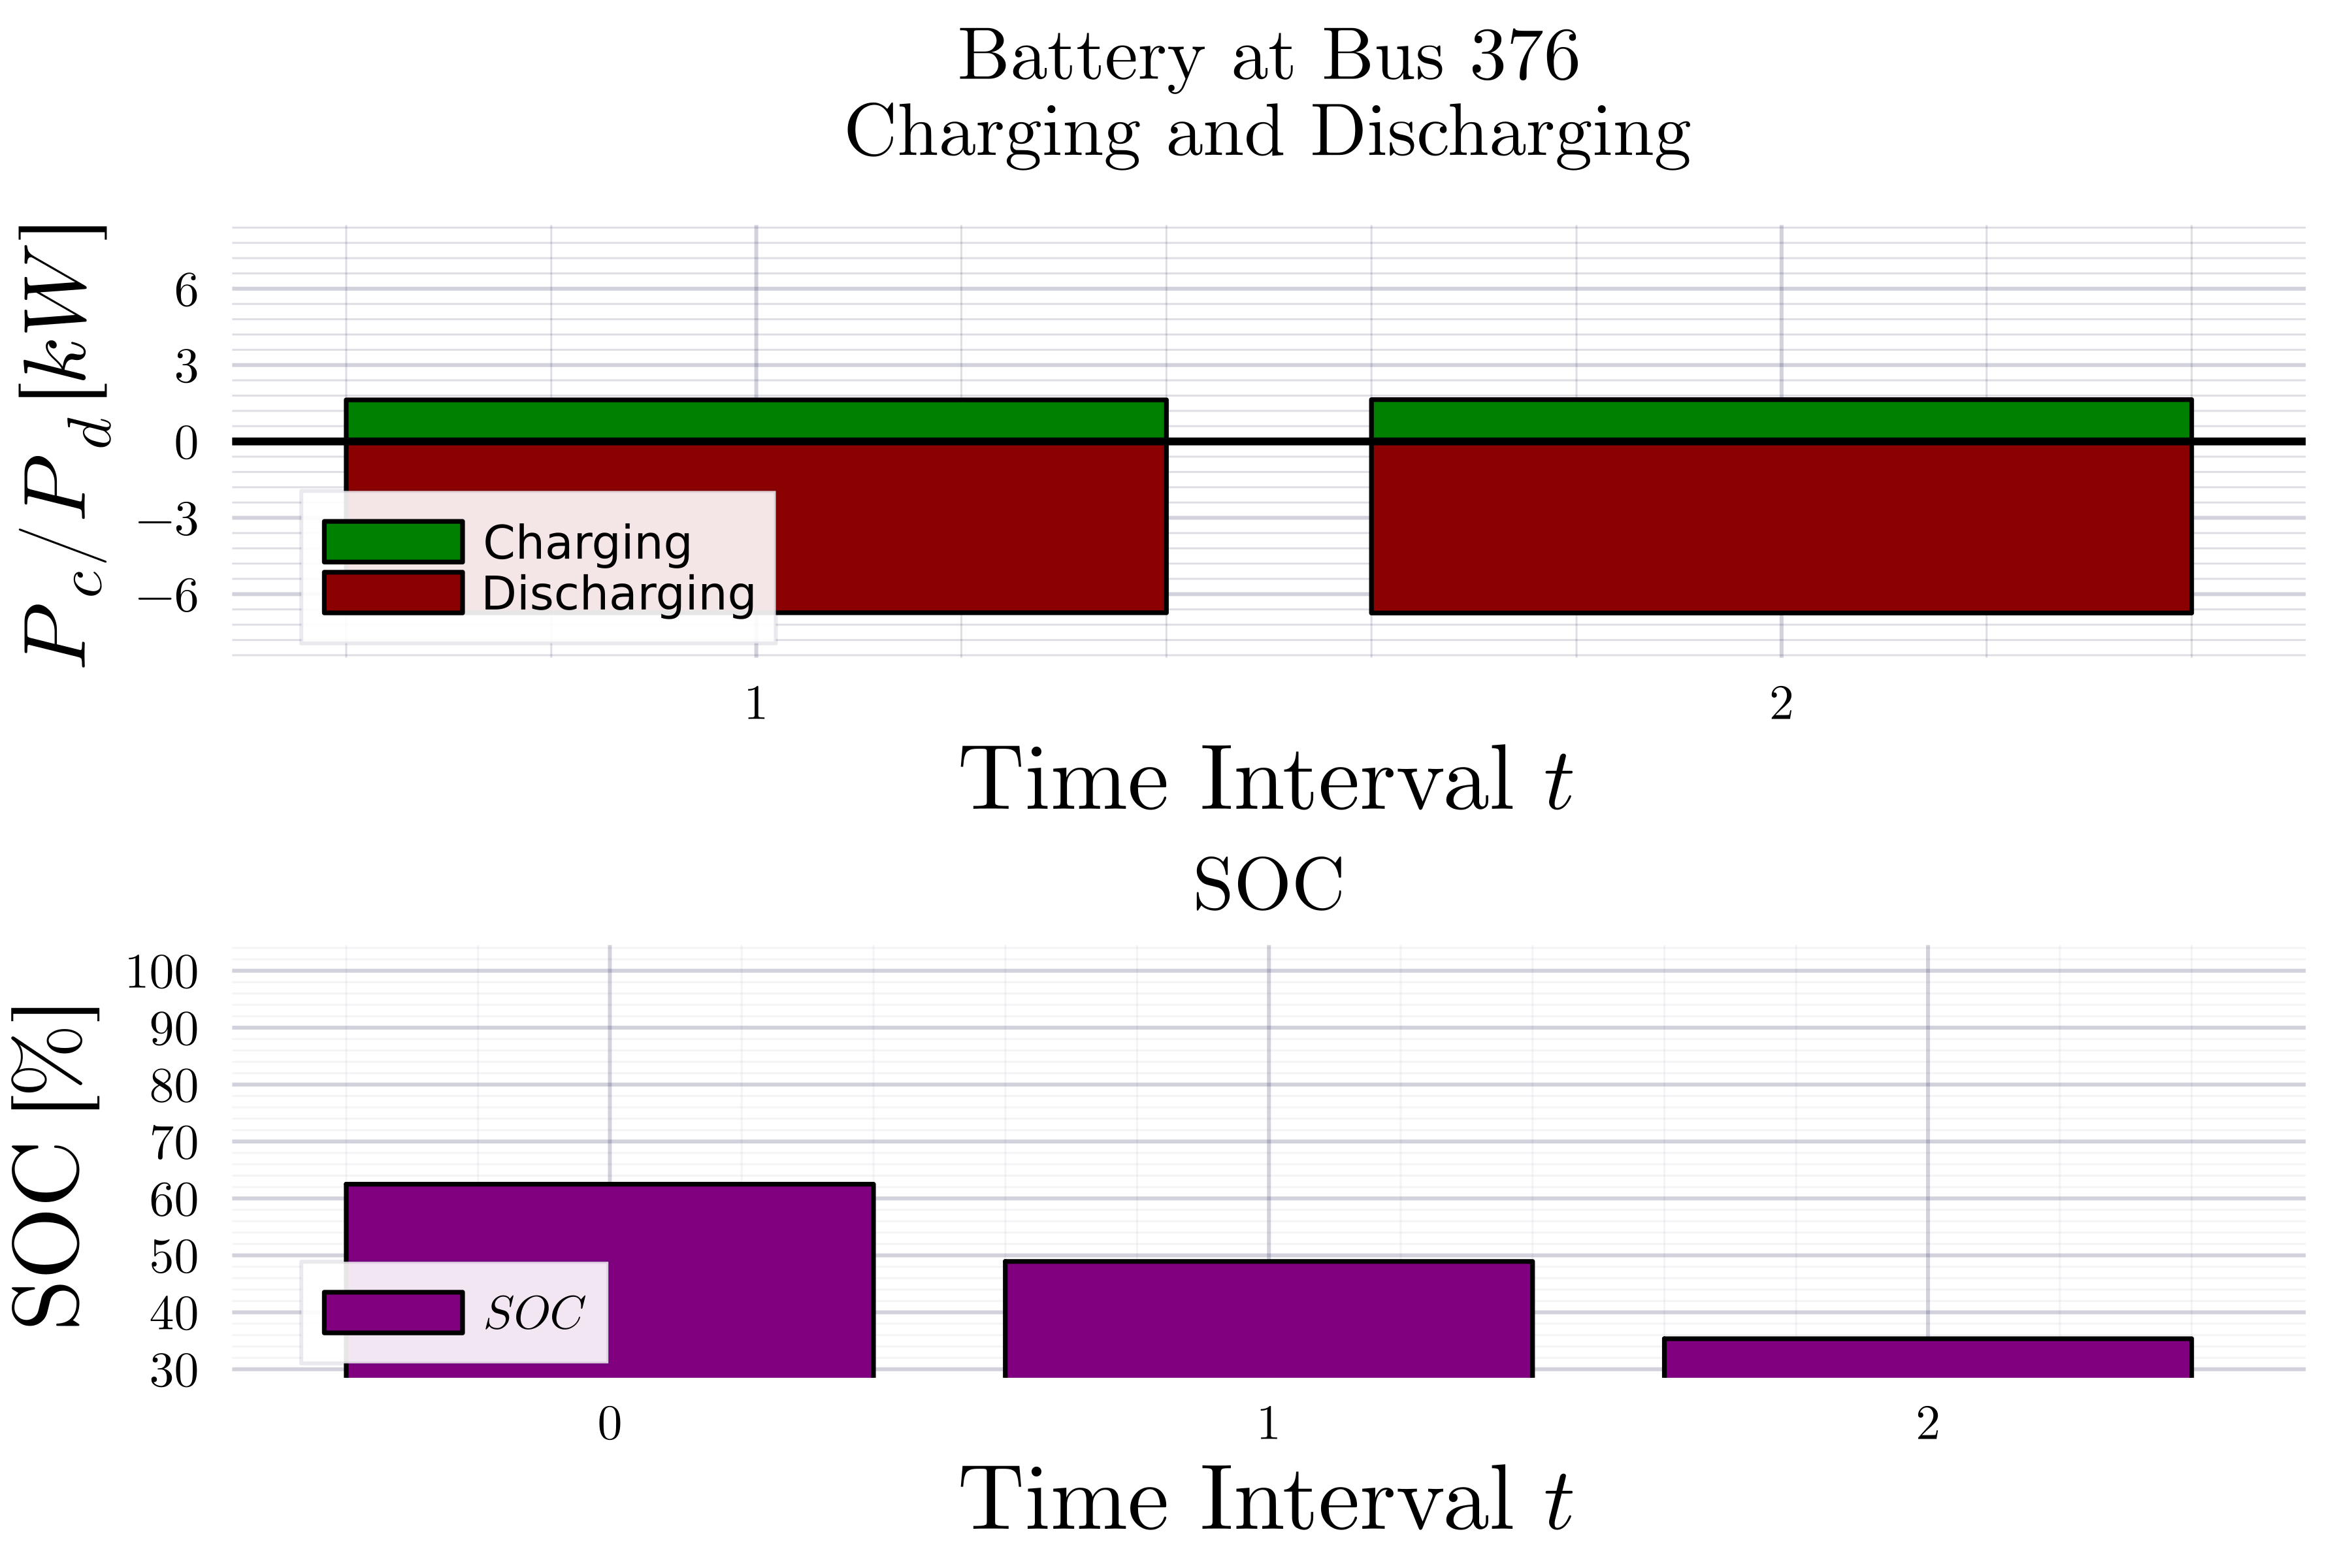 Battery at Bus 376
Charging and Discharging
P_c/P_d [kW]
6
3
0
−3
−6
Charging
Discharging
1 2
Time Interval t
SOC
SOC [%]
100
90
80
70
60
50
40
30
SOC
0 1 2
Time Interval t